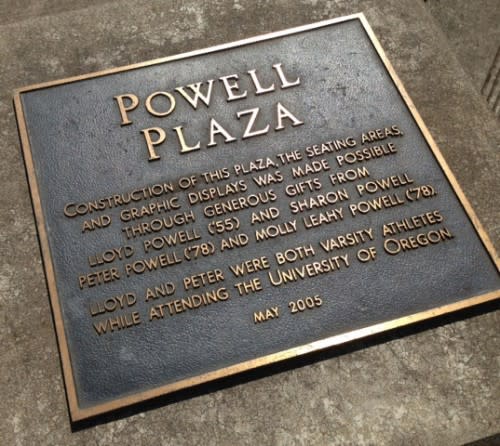 POWELL
PLAZA
CONSTRUCTION OF THIS PLAZA, THE SEATING AREAS,
AND GRAPHIC DISPLAYS WAS MADE POSSIBLE
THROUGH GENEROUS GIFTS FROM
LLOYD POWELL ('55) AND SHARON POWELL
PETER POWELL ('78) AND MOLLY LEAHY POWELL ('78).
LLOYD AND PETER WERE BOTH VARSITY ATHLETES
WHILE ATTENDING THE UNIVERSITY OF OREGON.
MAY 2005